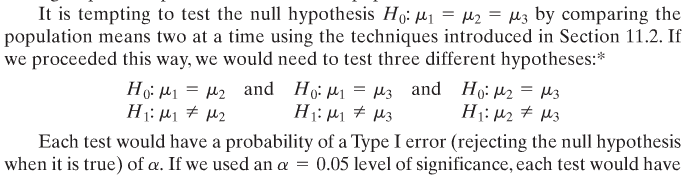 It is tempting to test the null hypothesis H₀: μ₁ = μ₂ = μ₃ by comparing the
population means two at a time using the techniques introduced in Section 11.2. If
we proceeded this way, we would need to test three different hypotheses:*
H₀: μ₁ = μ₂ and H₀: μ₁ = μ₃ and H₀: μ₂ = μ₃
H₁: μ₁ ≠ μ₂ H₁: μ₁ ≠ μ₃ H₁: μ₂ ≠ μ₃
Each test would have a probability of a Type I error (rejecting the null hypothesis
when it is true) of α. If we used an α = 0.05 level of significance, each test would have